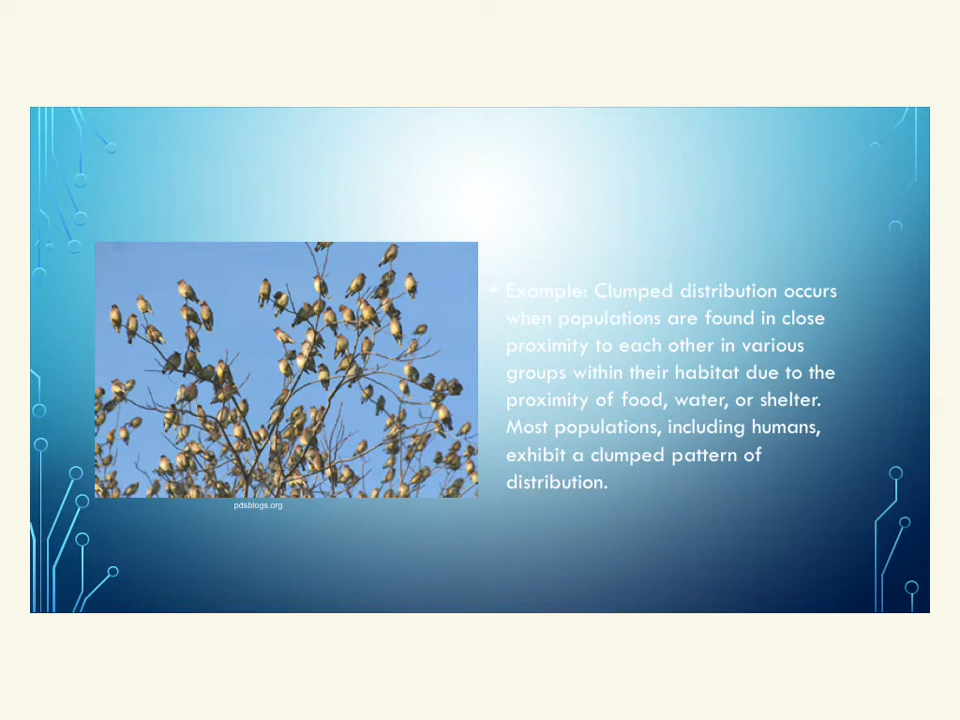 • Example: Clumped distribution occurs
when populations are found in close
proximity to each other in various
groups within their habitat due to the
proximity of food, water, or shelter.
Most populations, including humans,
exhibit a clumped pattern of
distribution.
pdsblogs.org